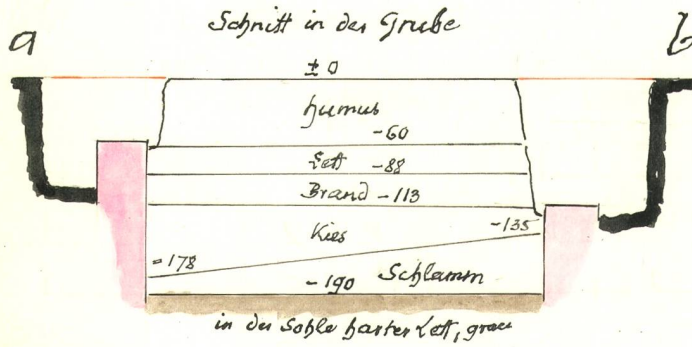 Schnitt in der Grube
a b
± 0
humus
-60
Lett -88
Brand -113
Kies -135
-178
-190 Schlamm
in der Sohle harter Lett, grau